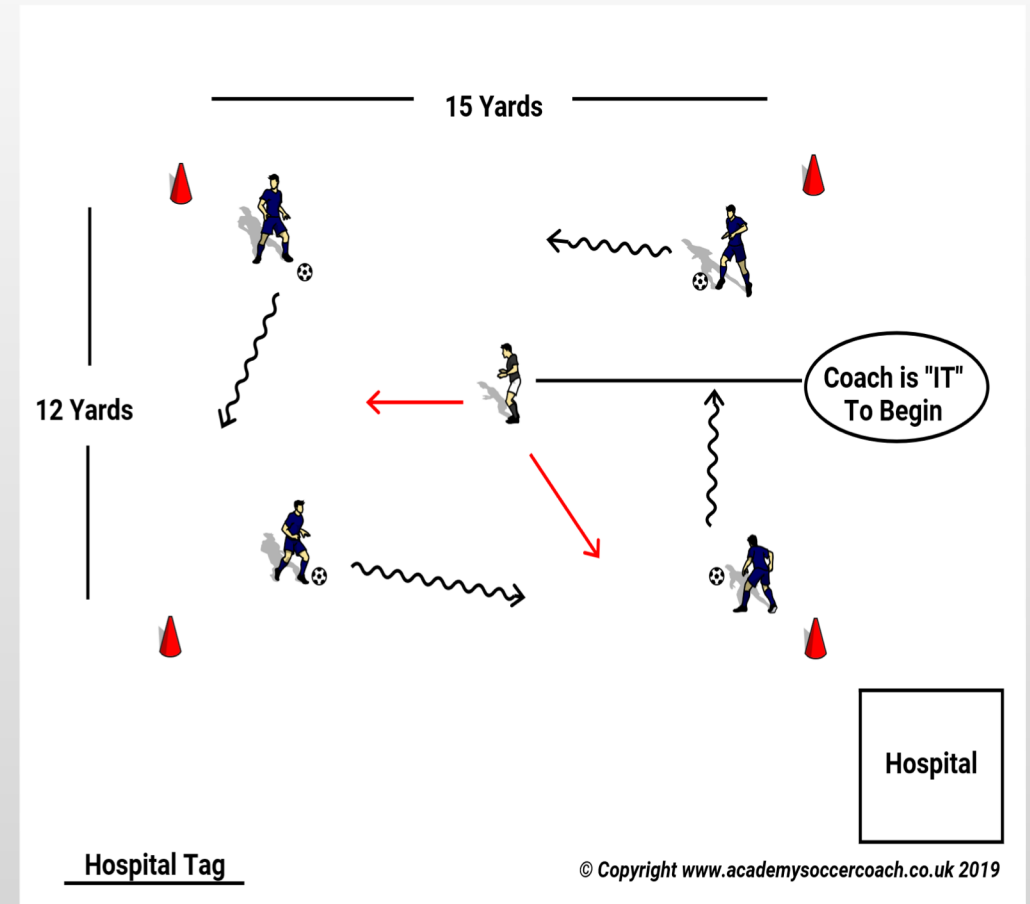 15 Yards
12 Yards
Coach is "IT"
To Begin
Hospital
Hospital Tag
© Copyright www.academysoccercoach.co.uk 2019